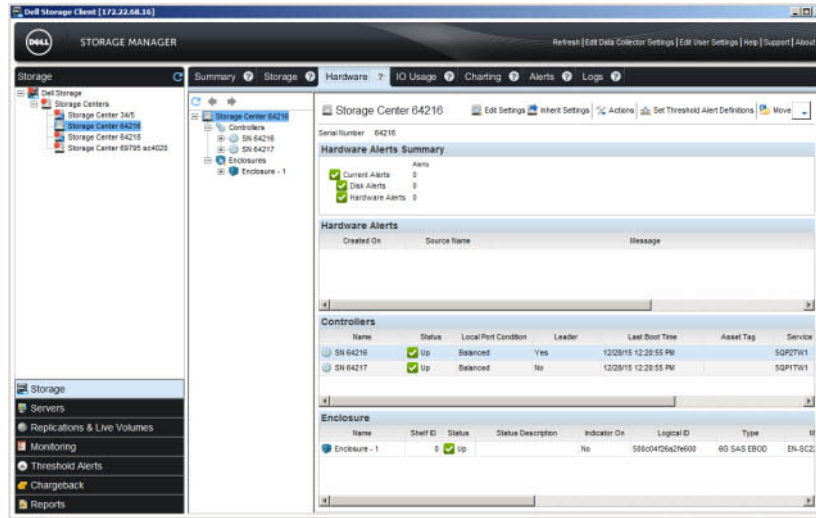 Dell Storage Client [172.22.68.16]
DELL
STORAGE MANAGER
Refresh | Edit Data Collector Settings | Edit User Settings | Help | Support | About
Storage
Summary ? Storage ? Hardware ? IO Usage ? Charting ? Alerts ? Logs ?
Dell Storage
Storage Centers
Storage Center 34/5
Storage Center 64216
Storage Center 64218
Storage Center 69795 sc4020
Storage Center 64216
Controllers
SN 64216
SN 64217
Enclosures
Enclosure - 1
Storage Center 64216
Edit Settings Inherit Settings Actions Set Threshold Alert Definitions Move
Serial Number 64216
Hardware Alerts Summary
Alerts
Current Alerts 0
Disk Alerts 0
Hardware Alerts 0
Hardware Alerts
Created On Source Name Message
Controllers
Name Status Local Port Condition Leader Last Boot Time Asset Tag Service
SN 64216 Up Balanced Yes 12/28/15 12:20:55 PM SQP2TW1
SN 64217 Up Balanced No 12/28/15 12:28:55 PM SQP1TW1
Enclosure
Name Shelf ID Status Status Description Indicator On Logical ID Type
Enclosure - 1 0 Up No 500c04f26a2fe600 6G SAS EBOD EN-SC2
Storage
Servers
Replications & Live Volumes
Monitoring
Threshold Alerts
Chargeback
Reports